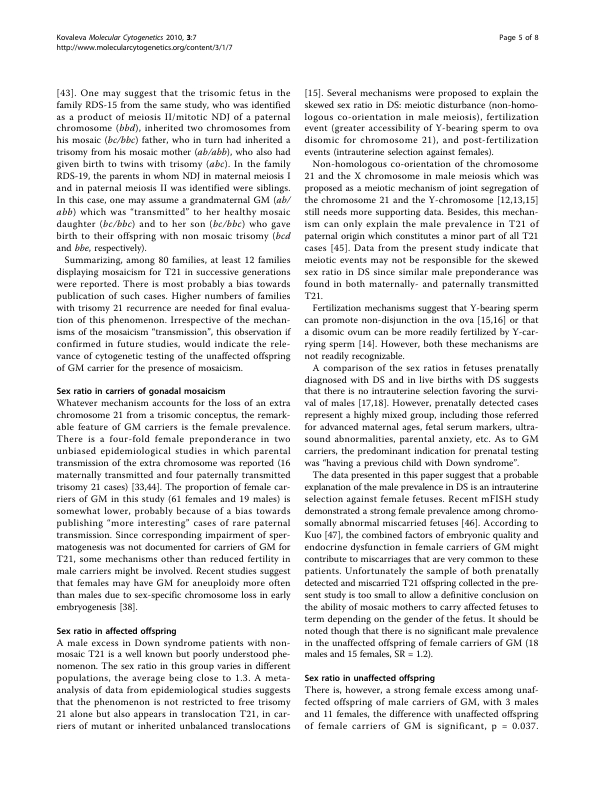 Kovaleva Molecular Cytogenetics 2010, 3:7
http://www.molecularcytogenetics.org/content/3/1/7
Page 5 of 8
[43]. One may suggest that the trisomic fetus in the
family RDS-15 from the same study, who was identified
as a product of meiosis II/mitotic NDJ of a paternal
chromosome (bbd), inherited two chromosomes from
his mosaic (bc/bbc) father, who in turn had inherited a
trisomy from his mosaic mother (ab/abb), who also had
given birth to twins with trisomy (abc). In the family
RDS-19, the parents in whom NDJ in maternal meiosis I
and in paternal meiosis II was identified were siblings.
In this case, one may assume a grandmaternal GM (ab/
abb) which was “transmitted” to her healthy mosaic
daughter (bc/bbc) and to her son (bc/bbc) who gave
birth to their offspring with non mosaic trisomy (bcd
and bbe, respectively).
Summarizing, among 80 families, at least 12 families
displaying mosaicism for T21 in successive generations
were reported. There is most probably a bias towards
publication of such cases. Higher numbers of families
with trisomy 21 recurrence are needed for final evalua-
tion of this phenomenon. Irrespective of the mechan-
isms of the mosaicism “transmission”, this observation if
confirmed in future studies, would indicate the rele-
vance of cytogenetic testing of the unaffected offspring
of GM carrier for the presence of mosaicism.
Sex ratio in carriers of gonadal mosaicism
Whatever mechanism accounts for the loss of an extra
chromosome 21 from a trisomic conceptus, the remark-
able feature of GM carriers is the female prevalence.
There is a four-fold female preponderance in two
unbiased epidemiological studies in which parental
transmission of the extra chromosome was reported (16
maternally transmitted and four paternally transmitted
trisomy 21 cases) [33,44]. The proportion of female car-
riers of GM in this study (61 females and 19 males) is
somewhat lower, probably because of a bias towards
publishing “more interesting” cases of rare paternal
transmission. Since corresponding impairment of sper-
matogenesis was not documented for carriers of GM for
T21, some mechanisms other than reduced fertility in
male carriers might be involved. Recent studies suggest
that females may have GM for aneuploidy more often
than males due to sex-specific chromosome loss in early
embryogenesis [38].
Sex ratio in affected offspring
A male excess in Down syndrome patients with non-
mosaic T21 is a well known but poorly understood phe-
nomenon. The sex ratio in this group varies in different
populations, the average being close to 1.3. A meta-
analysis of data from epidemiological studies suggests
that the phenomenon is not restricted to free trisomy
21 alone but also appears in translocation T21, in car-
riers of mutant or inherited unbalanced translocations
[15]. Several mechanisms were proposed to explain the
skewed sex ratio in DS: meiotic disturbance (non-homo-
logous co-orientation in male meiosis), fertilization
event (greater accessibility of Y-bearing sperm to ova
disomic for chromosome 21), and post-fertilization
events (intrauterine selection against females).
Non-homologous co-orientation of the chromosome
21 and the X chromosome in male meiosis which was
proposed as a meiotic mechanism of joint segregation of
the chromosome 21 and the Y-chromosome [12,13,15]
still needs more supporting data. Besides, this mechan-
ism can only explain the male prevalence in T21 of
paternal origin which constitutes a minor part of all T21
cases [45]. Data from the present study indicate that
meiotic events may not be responsible for the skewed
sex ratio in DS since similar male preponderance was
found in both maternally- and paternally transmitted
T21.
Fertilization mechanisms suggest that Y-bearing sperm
can promote non-disjunction in the ova [15,16] or that
a disomic ovum can be more readily fertilized by Y-car-
rying sperm [14]. However, both these mechanisms are
not readily recognizable.
A comparison of the sex ratios in fetuses prenatally
diagnosed with DS and in live births with DS suggests
that there is no intrauterine selection favoring the survi-
val of males [17,18]. However, prenatally detected cases
represent a highly mixed group, including those referred
for advanced maternal ages, fetal serum markers, ultra-
sound abnormalities, parental anxiety, etc. As to GM
carriers, the predominant indication for prenatal testing
was “having a previous child with Down syndrome”.
The data presented in this paper suggest that a probable
explanation of the male prevalence in DS is an intrauterine
selection against female fetuses. Recent mFISH study
demonstrated a strong female prevalence among chromo-
somally abnormal miscarried fetuses [46]. According to
Kuo [47], the combined factors of embryonic quality and
endocrine dysfunction in female carriers of GM might
contribute to miscarriages that are very common to these
patients. Unfortunately the sample of both prenatally
detected and miscarried T21 offspring collected in the pre-
sent study is too small to allow a definitive conclusion on
the ability of mosaic mothers to carry affected fetuses to
term depending on the gender of the fetus. It should be
noted though that there is no significant male prevalence
in the unaffected offspring of female carriers of GM (18
males and 15 females, SR = 1.2).
Sex ratio in unaffected offspring
There is, however, a strong female excess among unaf-
fected offspring of male carriers of GM, with 3 males
and 11 females, the difference with unaffected offspring
of female carriers of GM is significant, p = 0.037.